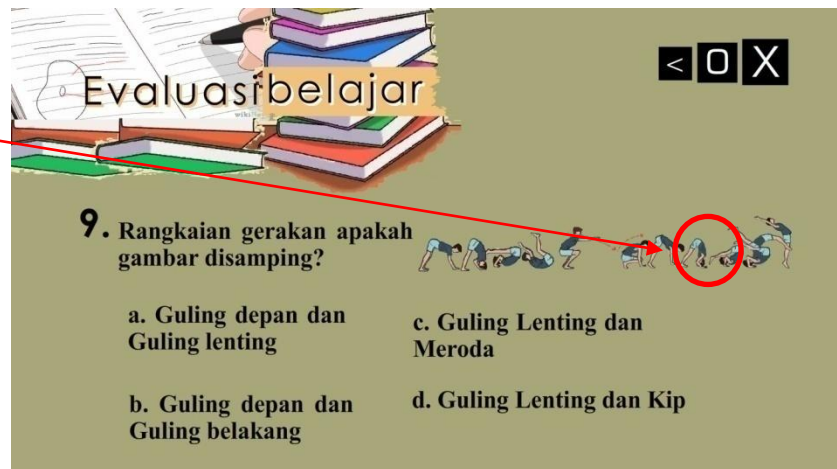 Evaluasi belajar
< O X
9. Rangkaian gerakan apakah
gambar disamping?
a. Guling depan dan
Guling lenting
b. Guling depan dan
Guling belakang
c. Guling Lenting dan
Meroda
d. Guling Lenting dan Kip